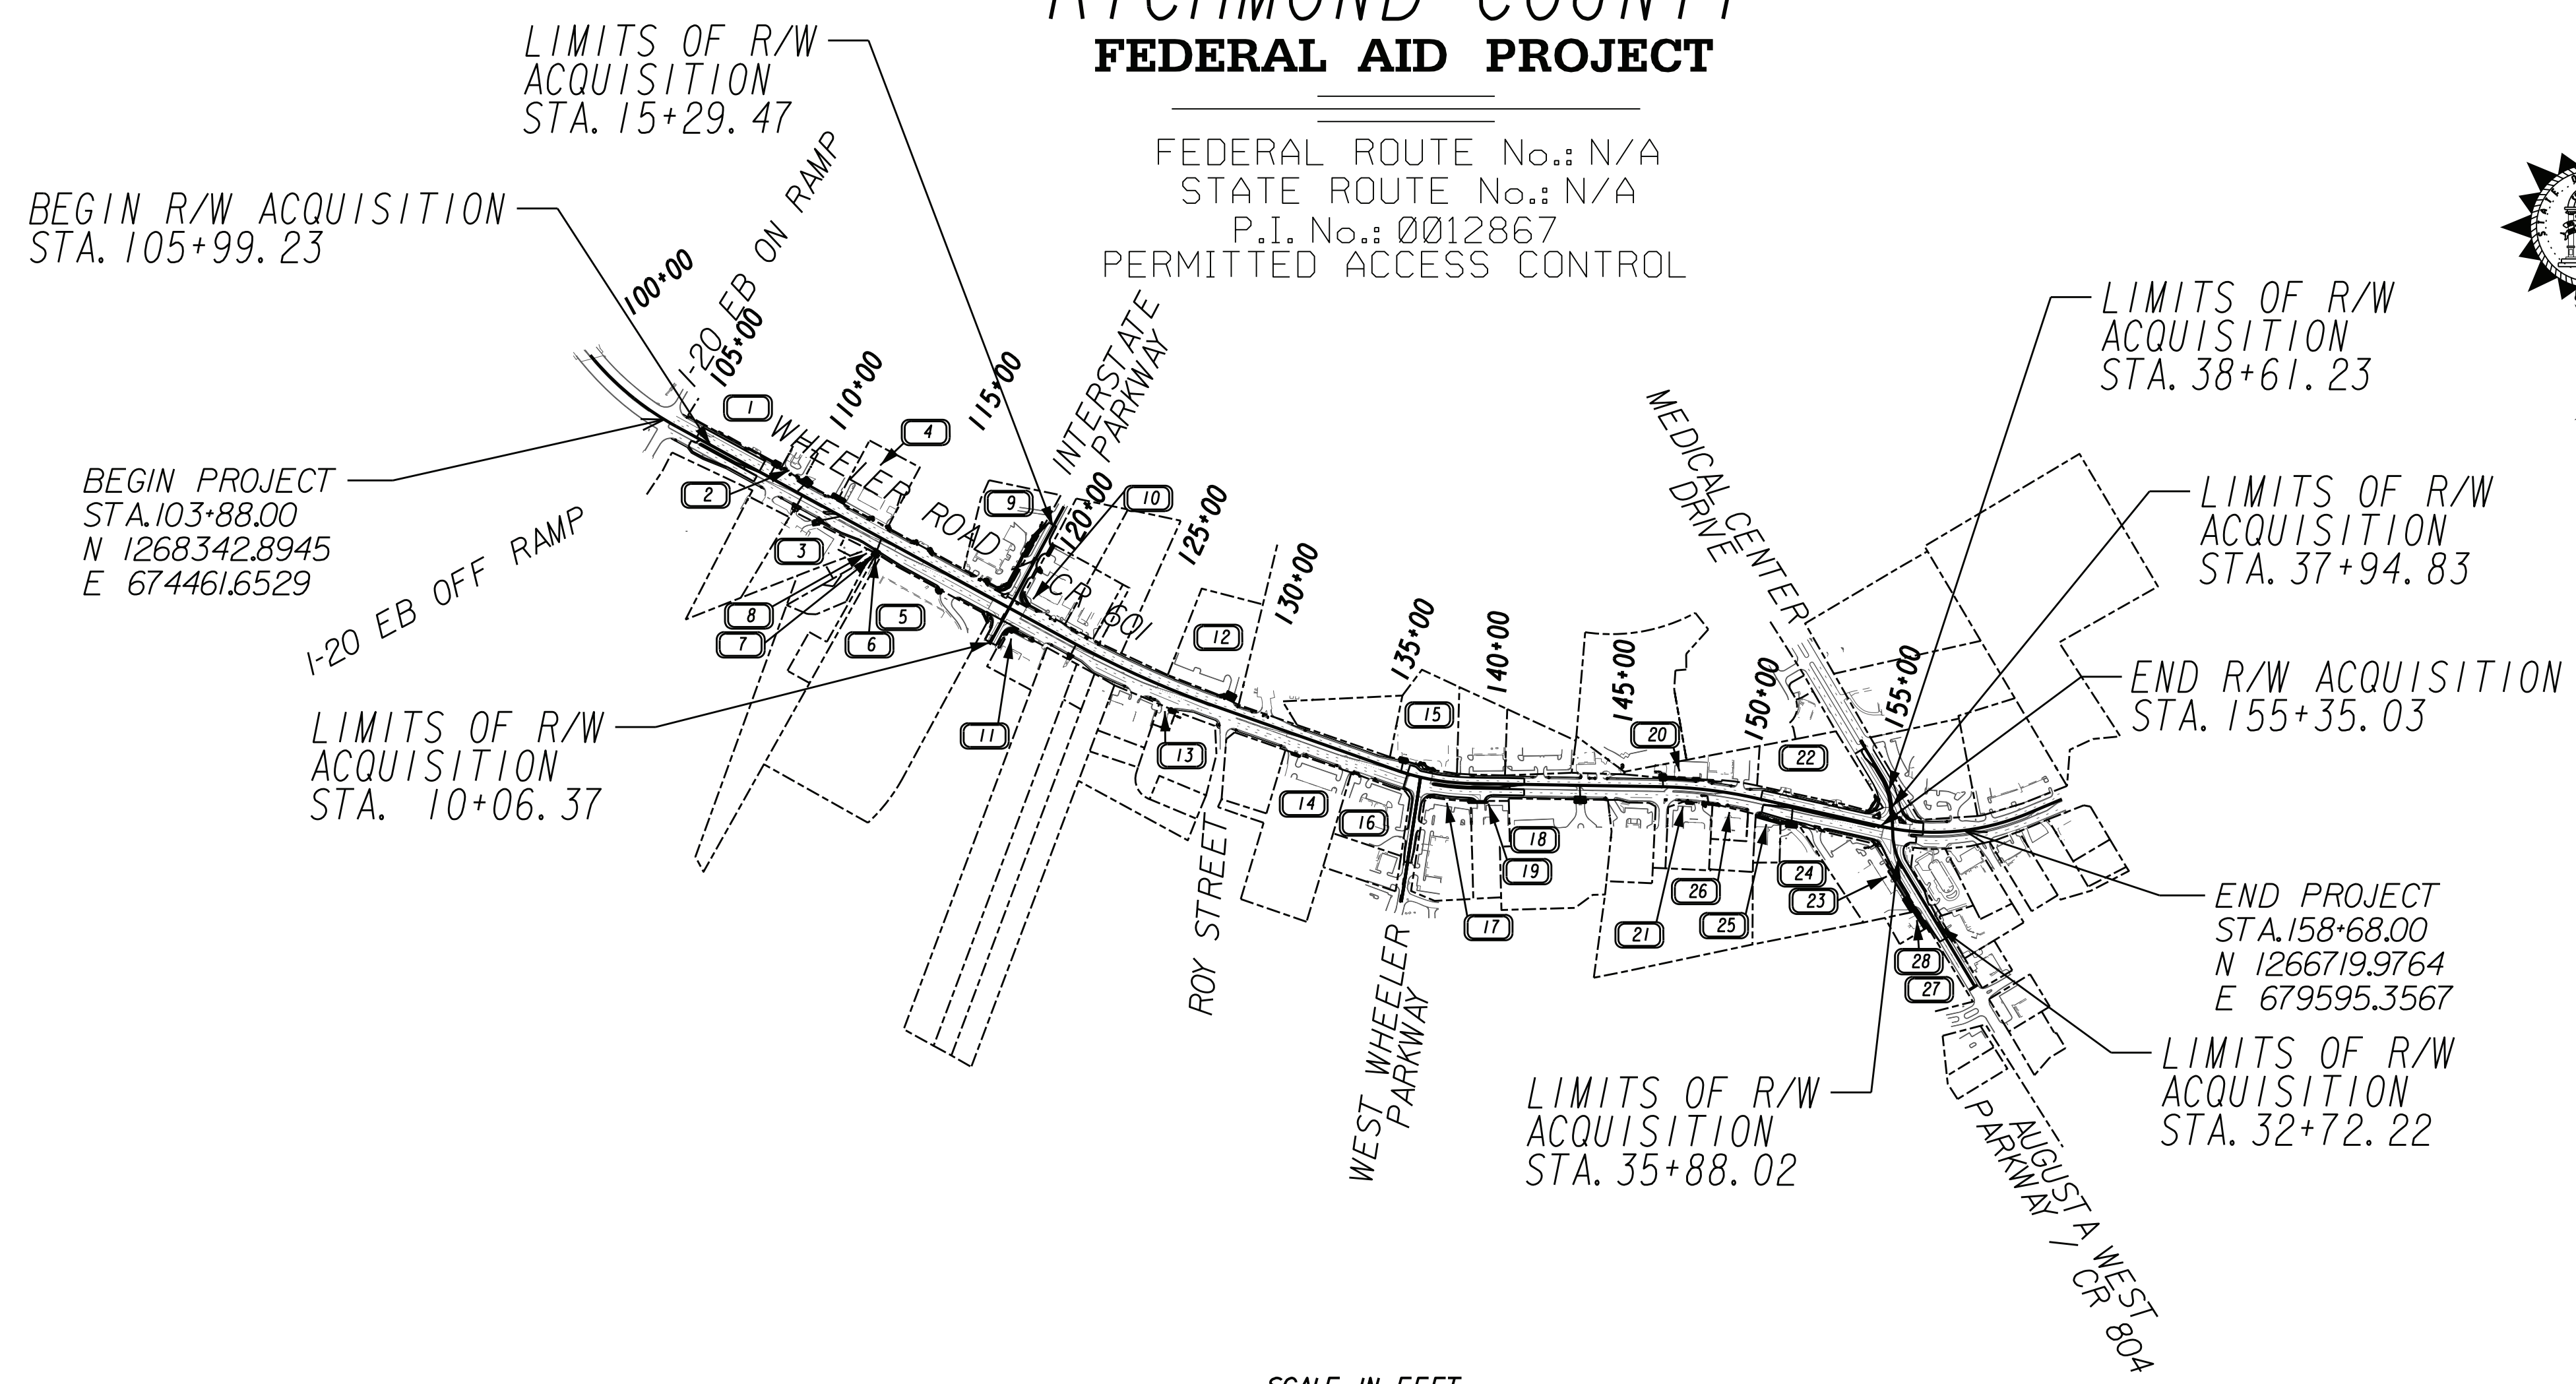 RICHMOND COUNTY
FEDERAL AID PROJECT
FEDERAL ROUTE No.: N/A
STATE ROUTE No.: N/A
P.I. No.: 0012867
PERMITTED ACCESS CONTROL
LIMITS OF R/W
ACQUISITION
STA. 15+29.47
BEGIN R/W ACQUISITION
STA. 105+99.23
BEGIN PROJECT
STA.103+88.00
N 1268342.8945
E 674461.6529
I-20 EB ON RAMP
I-20 EB OFF RAMP
LIMITS OF R/W
ACQUISITION
STA. 10+06.37
100+00
105+00
110+00
115+00
120+00
125+00
130+00
135+00
140+00
145+00
150+00
155+00
WHEELER ROAD CR 601
INTERSTATE
PARKWAY
ROY STREET
WEST WHEELER
PARKWAY
MEDICAL CENTER
DRIVE
AUGUSTA WEST
PARKWAY /
CR 804
1
2
3
4
5
6
7
8
9
10
11
12
13
14
15
16
17
18
19
20
21
22
23
24
25
26
27
28
LIMITS OF R/W
ACQUISITION
STA. 38+61.23
LIMITS OF R/W
ACQUISITION
STA. 37+94.83
END R/W ACQUISITION
STA. 155+35.03
END PROJECT
STA.158+68.00
N 1266719.9764
E 679595.3567
LIMITS OF R/W
ACQUISITION
STA. 32+72.22
LIMITS OF R/W
ACQUISITION
STA. 35+88.02
SCALE IN FEET